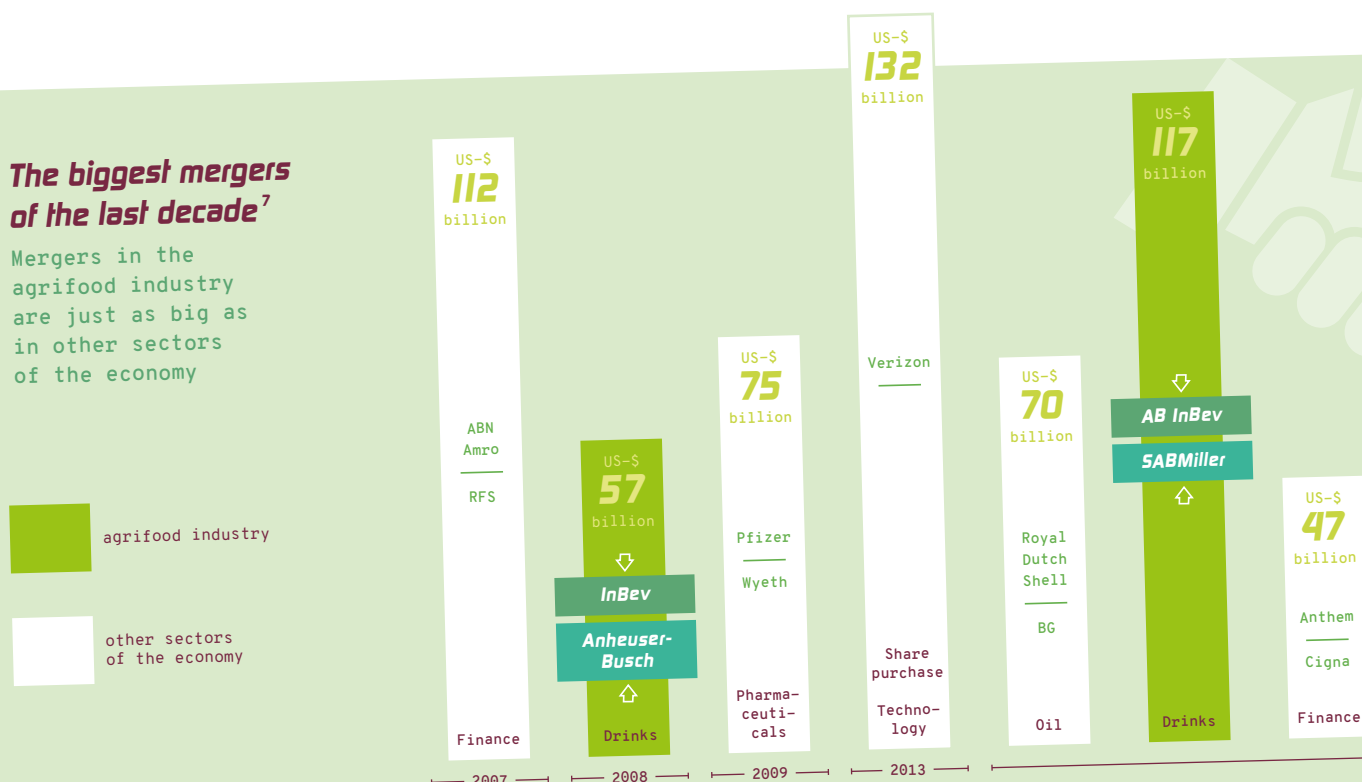 The biggest mergers
of the last decade7
Mergers in the
agrifood industry
are just as big as
in other sectors
of the economy
agrifood industry
other sectors
of the economy
US-$
112
billion
ABN
Amro
RFS
Finance
2007
US-$
57
billion
InBev
Anheuser-
Busch
Drinks
2008
US-$
75
billion
Pfizer
Wyeth
Pharma-
ceuti-
cals
2009
US-$
132
billion
Verizon
Share
purchase
Techno-
logy
2013
US-$
70
billion
Royal
Dutch
Shell
BG
Oil
US-$
117
billion
AB InBev
SABMiller
Drinks
US-$
47
billion
Anthem
Cigna
Finance